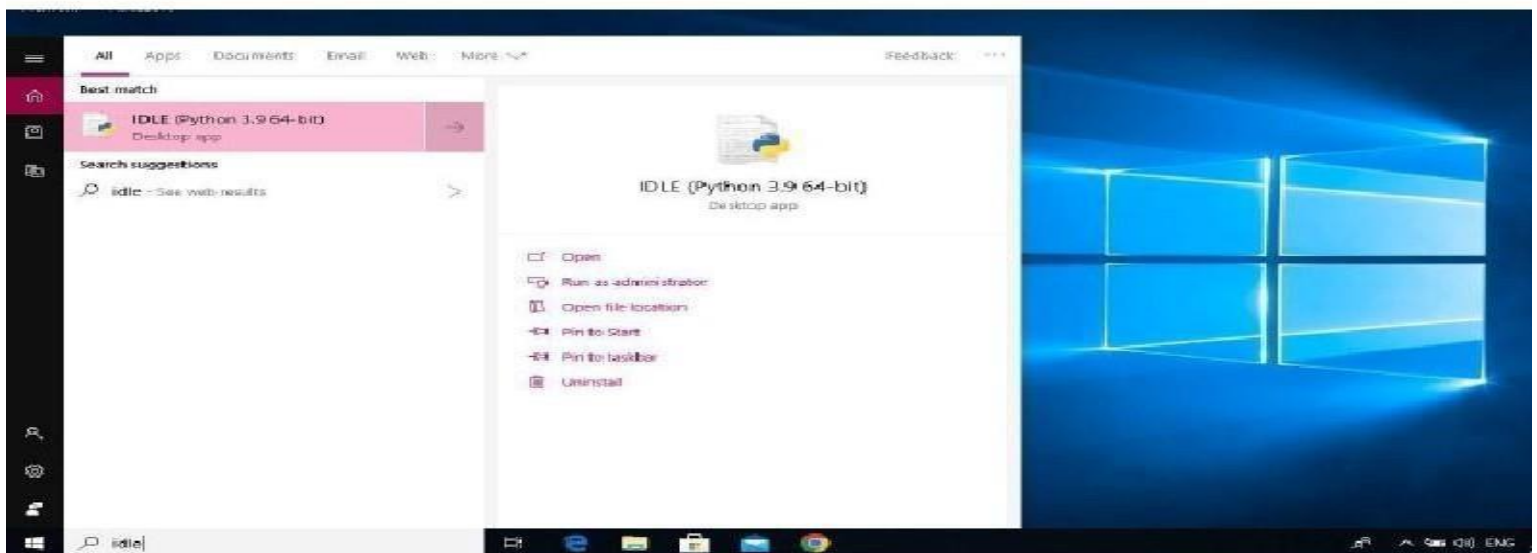 All Apps Documents Email Web More Feedback ...
Best match
IDLE (Python 3.9 64-bit)
Desktop app
Search suggestions
idle - See web results
IDLE (Python 3.9 64-bit)
Desktop app
Open
Run as administrator
Open file location
Pin to Start
Pin to taskbar
Uninstall
idle
ENG